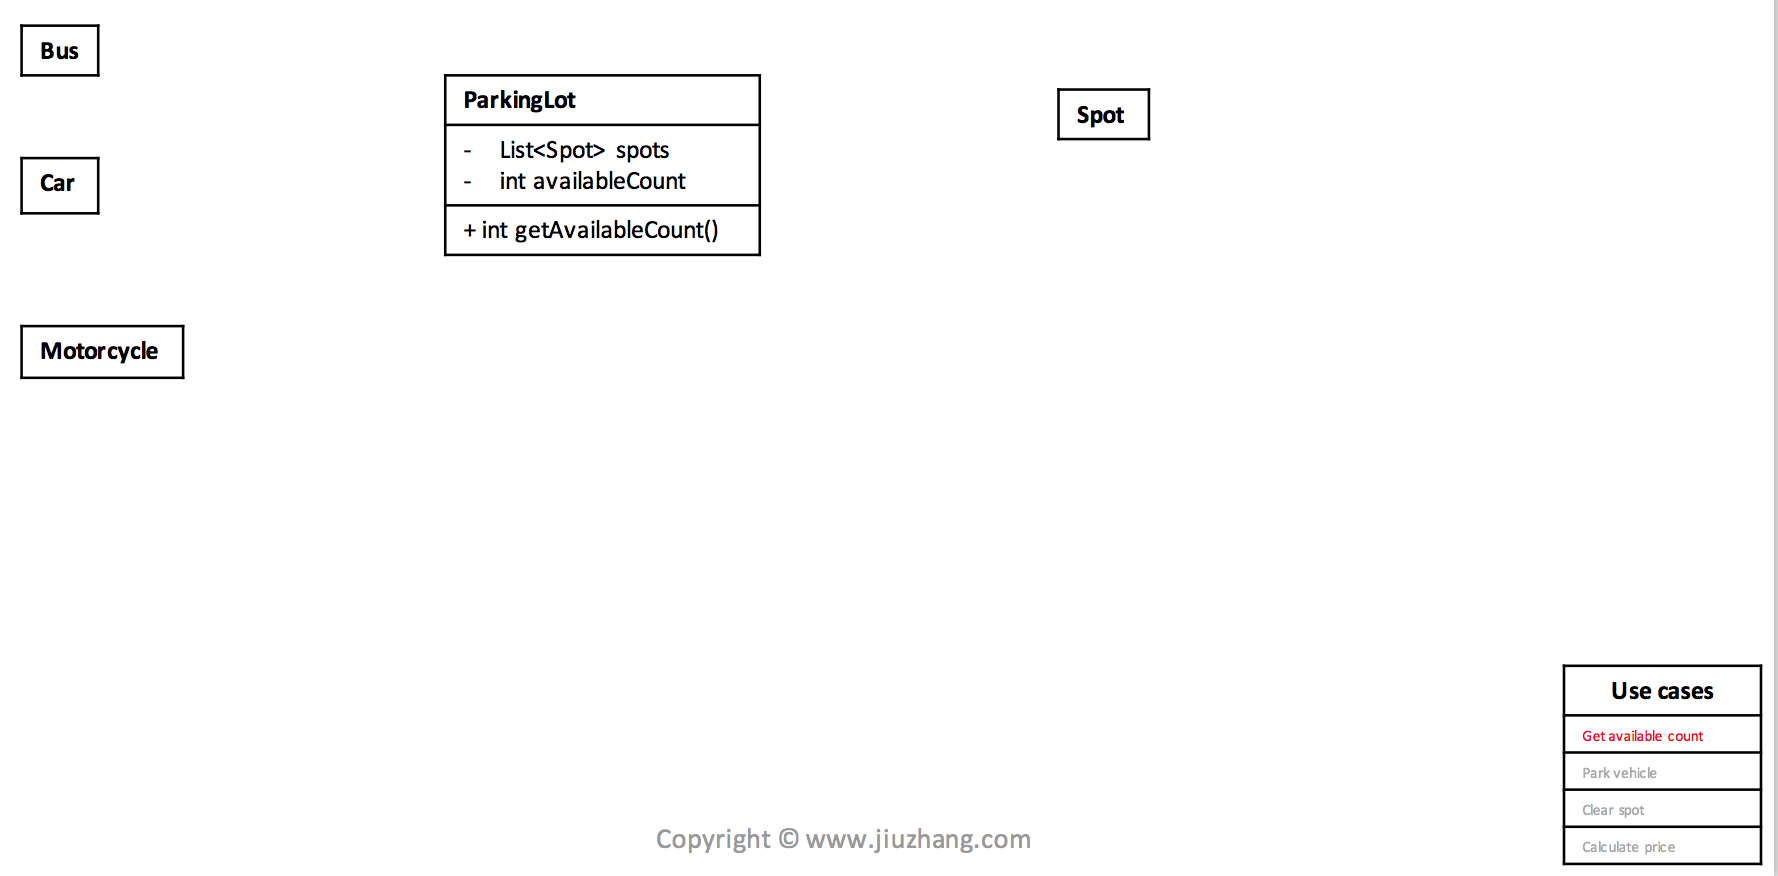 Bus
Car
Motorcycle
ParkingLot
- List<Spot> spots
- int availableCount
+ int getAvailableCount()
Spot
Use cases
Get available count
Park vehicle
Clear spot
Calculate price
Copyright © www.jiuzhang.com